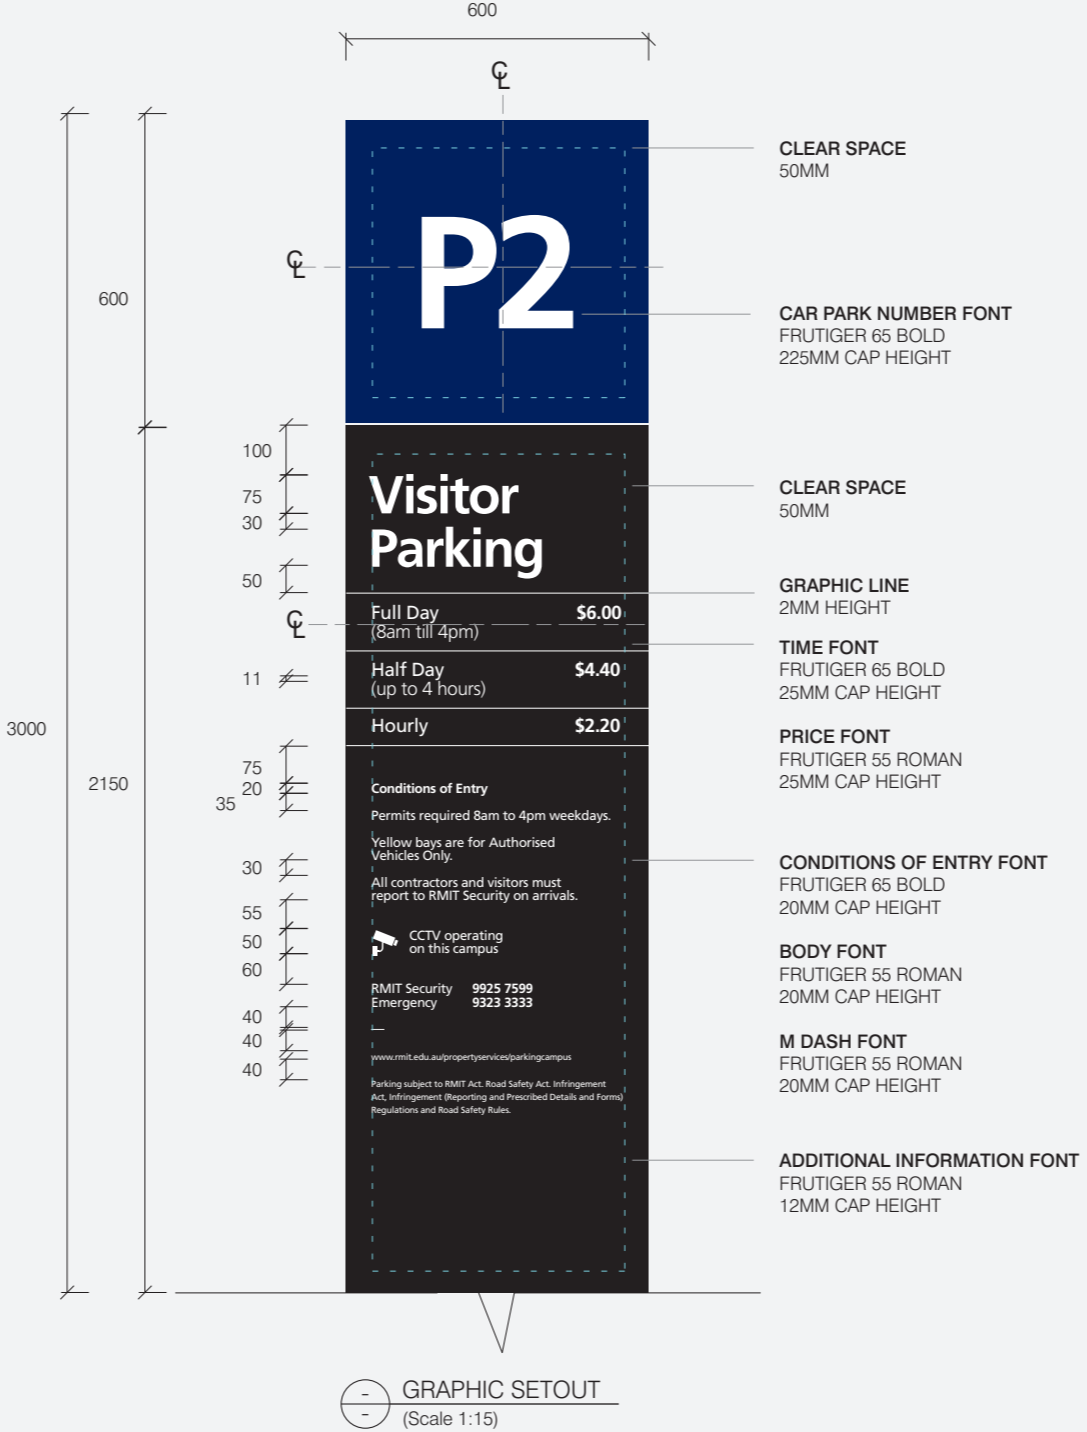 600
℄
CLEAR SPACE
50MM
P2
℄
600
CAR PARK NUMBER FONT
FRUTIGER 65 BOLD
225MM CAP HEIGHT
100
75
30
50
℄
11
75
20
35
30
55
50
60
40
40
40
3000
2150
Visitor
Parking
Full Day $6.00
(8am till 4pm)
Half Day $4.40
(up to 4 hours)
Hourly $2.20
Conditions of Entry
Permits required 8am to 4pm weekdays.
Yellow bays are for Authorised
Vehicles Only.
All contractors and visitors must
report to RMIT Security on arrivals.
CCTV operating
on this campus
RMIT Security 9925 7599
Emergency 9323 3333
—
www.rmit.edu.au/propertyservices/parkingcampus
Parking subject to RMIT Act. Road Safety Act. Infringement
Act, Infringement (Reporting and Prescribed Details and Forms)
Regulations and Road Safety Rules.
CLEAR SPACE
50MM
GRAPHIC LINE
2MM HEIGHT
TIME FONT
FRUTIGER 65 BOLD
25MM CAP HEIGHT
PRICE FONT
FRUTIGER 55 ROMAN
25MM CAP HEIGHT
CONDITIONS OF ENTRY FONT
FRUTIGER 65 BOLD
20MM CAP HEIGHT
BODY FONT
FRUTIGER 55 ROMAN
20MM CAP HEIGHT
M DASH FONT
FRUTIGER 55 ROMAN
20MM CAP HEIGHT
ADDITIONAL INFORMATION FONT
FRUTIGER 55 ROMAN
12MM CAP HEIGHT
-
-
GRAPHIC SETOUT
(Scale 1:15)